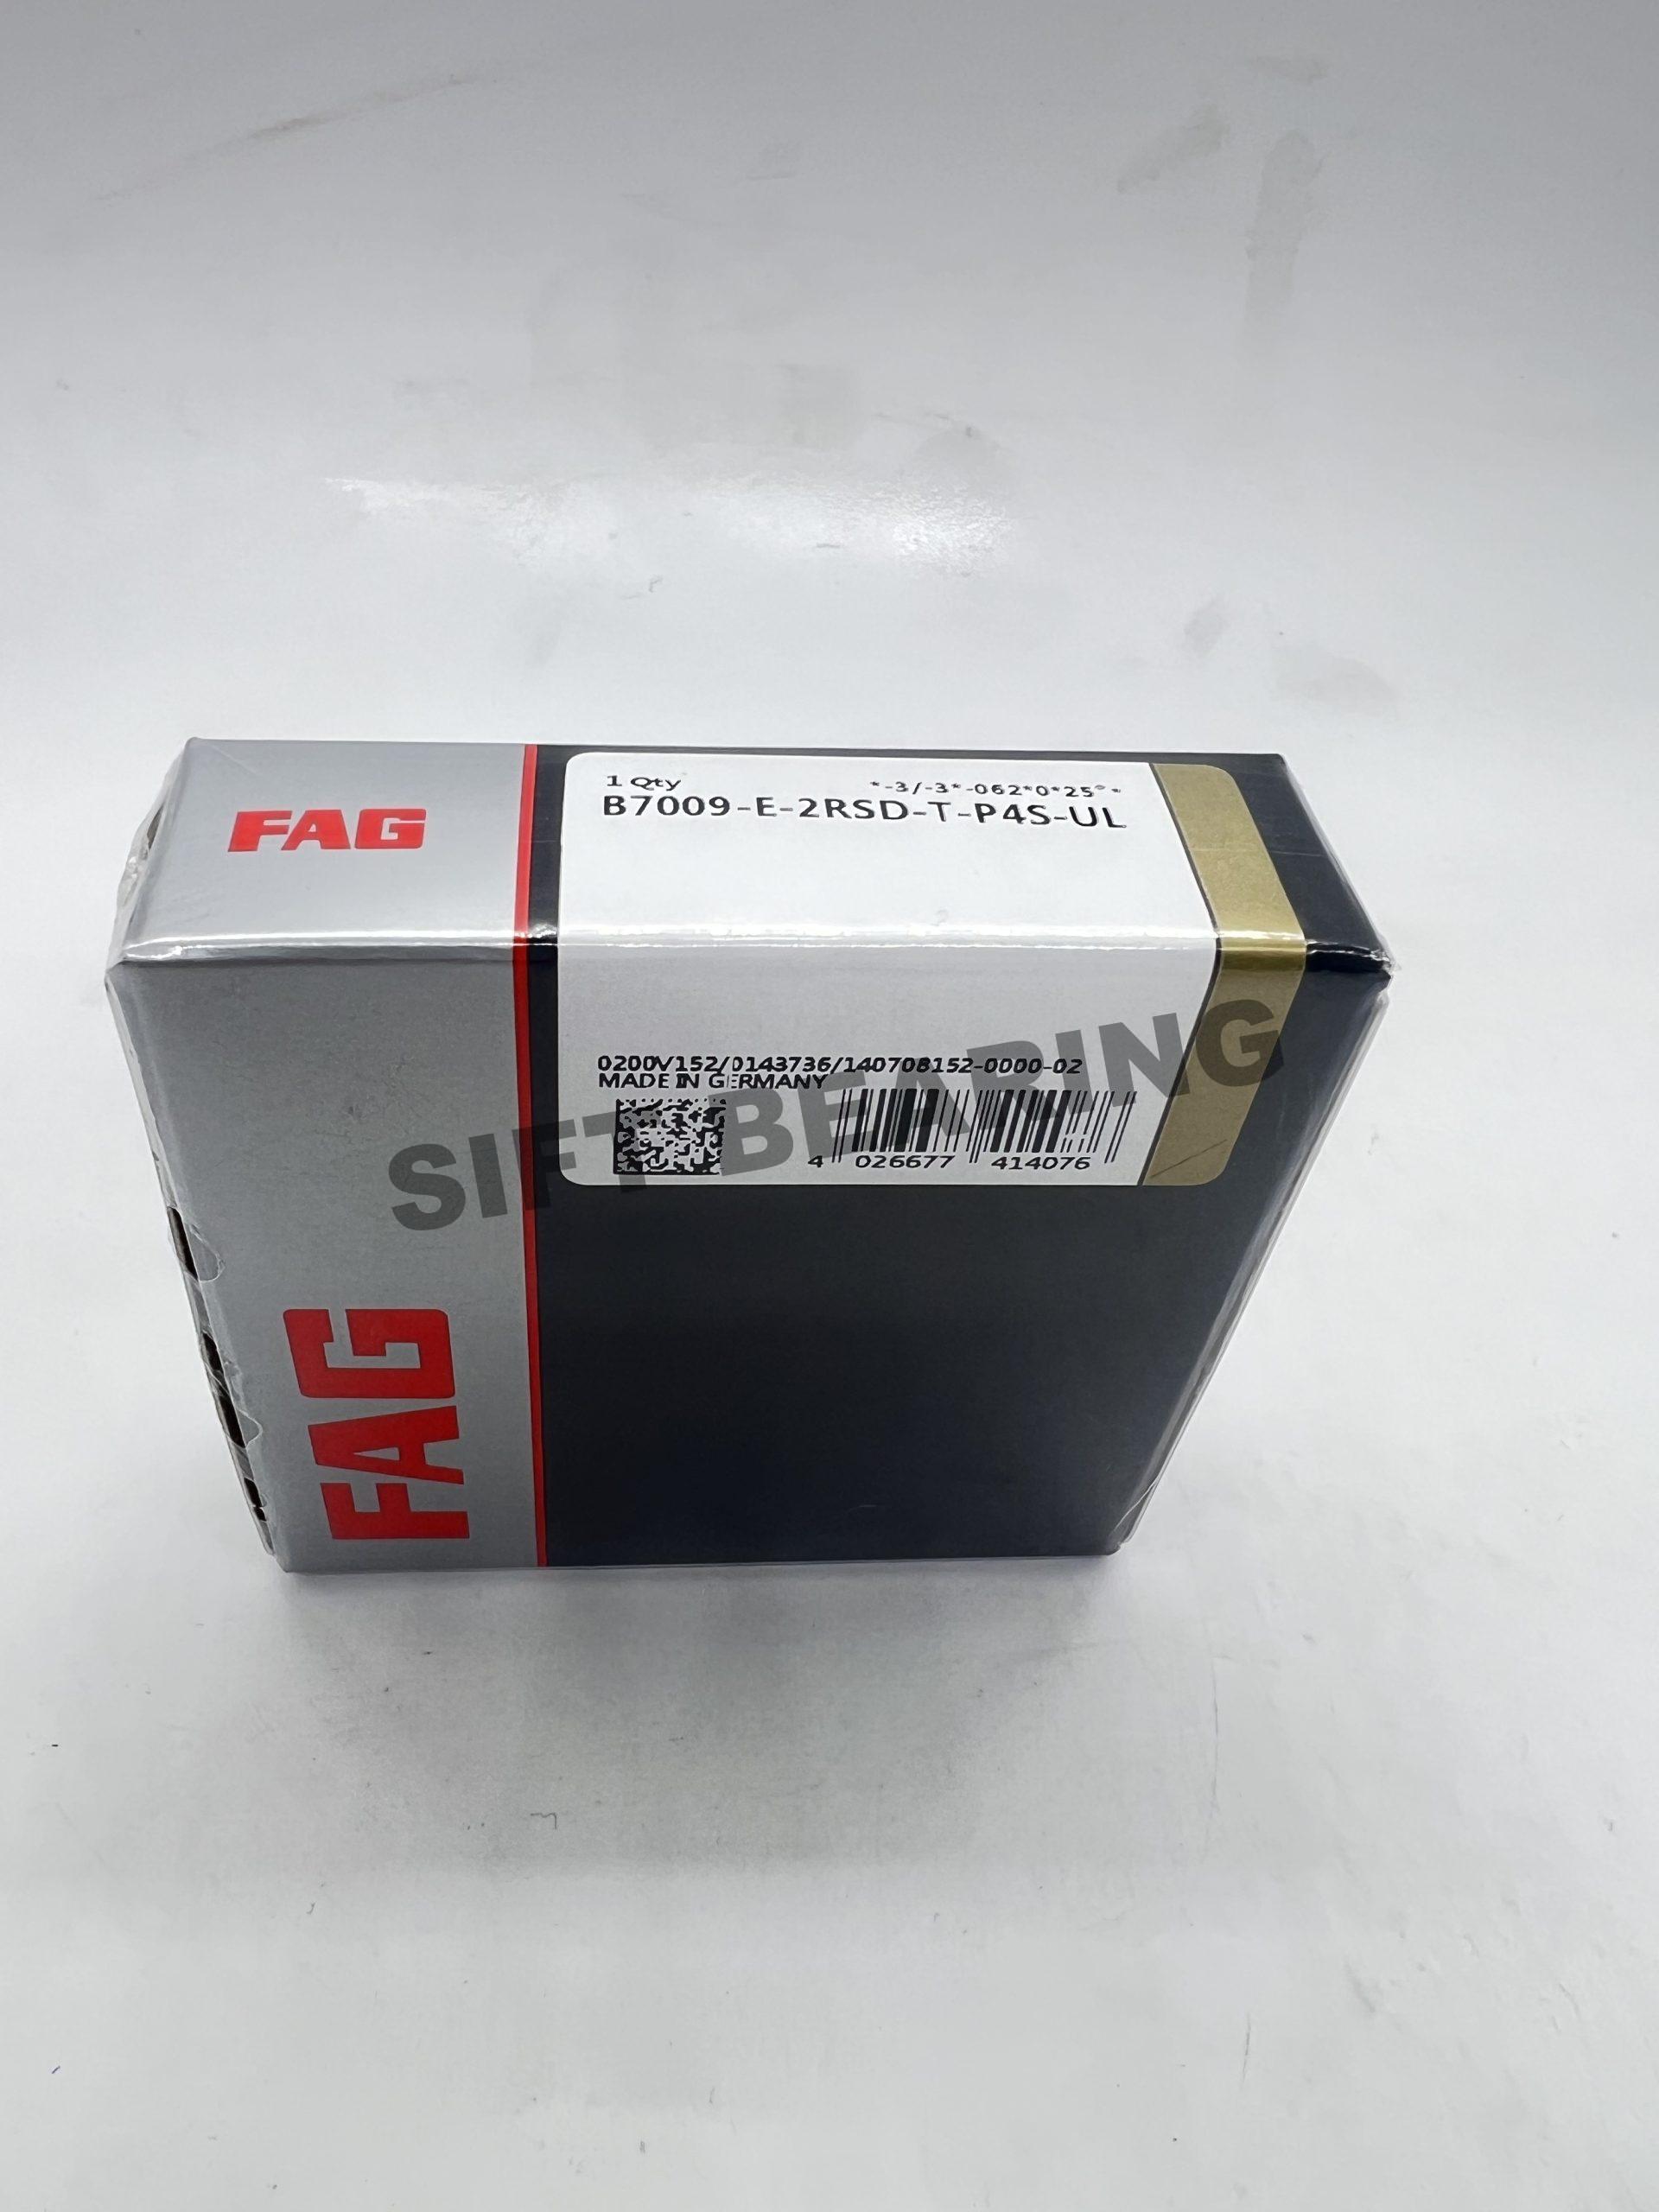 FAG
1 Qty
*-3/-3*-062*0*25°*
B7009-E-2RSD-T-P4S-UL
0200V152/0143736/140708152-0000-02
MADE IN GERMANY
4 026677 414076
SIFT BEARING
FAG